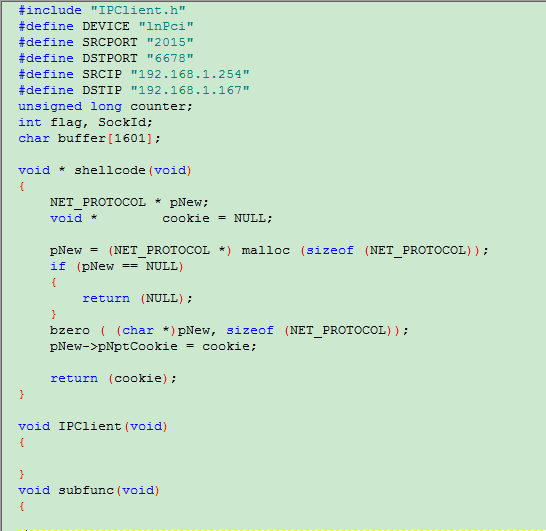 #include "IPClient.h"
#define DEVICE "lnPci"
#define SRCPORT "2015"
#define DSTPORT "6678"
#define SRCIP "192.168.1.254"
#define DSTIP "192.168.1.167"
unsigned long counter;
int flag, SockId;
char buffer[1601];
void * shellcode(void)
{
NET_PROTOCOL * pNew;
void *        cookie = NULL;
pNew = (NET_PROTOCOL *) malloc (sizeof (NET_PROTOCOL));
if (pNew == NULL)
{
return (NULL);
}
bzero ( (char *)pNew, sizeof (NET_PROTOCOL));
pNew->pNptCookie = cookie;
return (cookie);
}
void IPClient(void)
{
}
void subfunc(void)
{